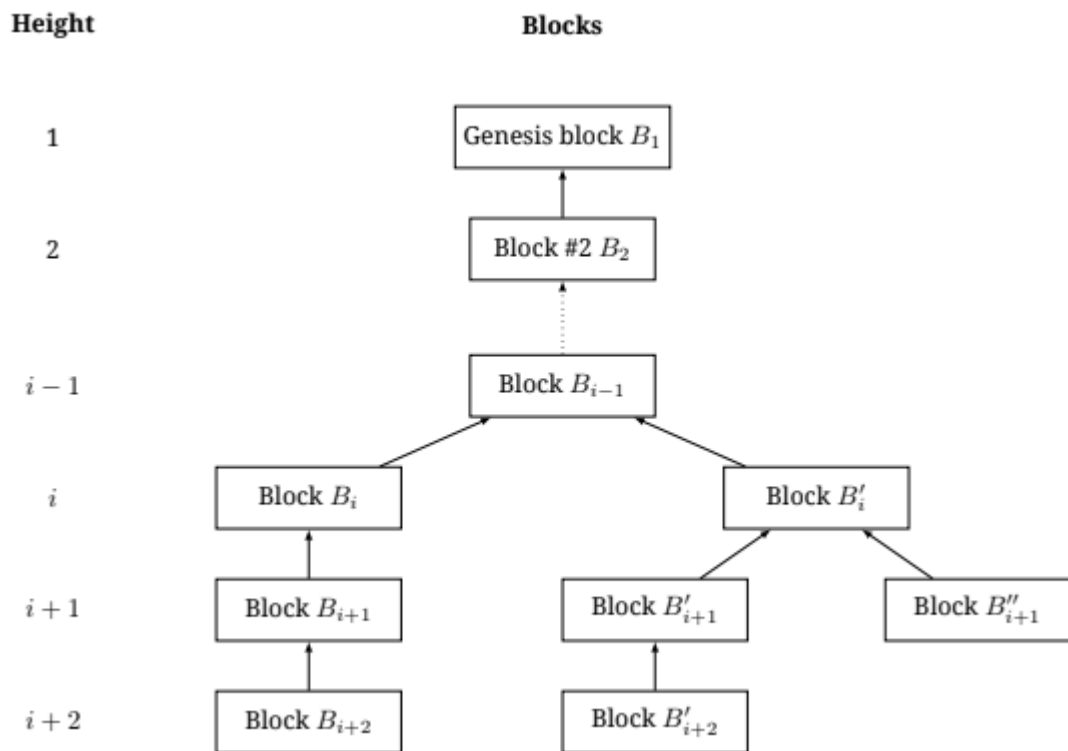 Height Blocks
1 Genesis block B₁
2 Block #2 B₂
i − 1 Block Bᵢ₋₁
i Block Bᵢ Block B′ᵢ
i + 1 Block Bᵢ₊₁ Block B′ᵢ₊₁ Block B″ᵢ₊₁
i + 2 Block Bᵢ₊₂ Block B′ᵢ₊₂